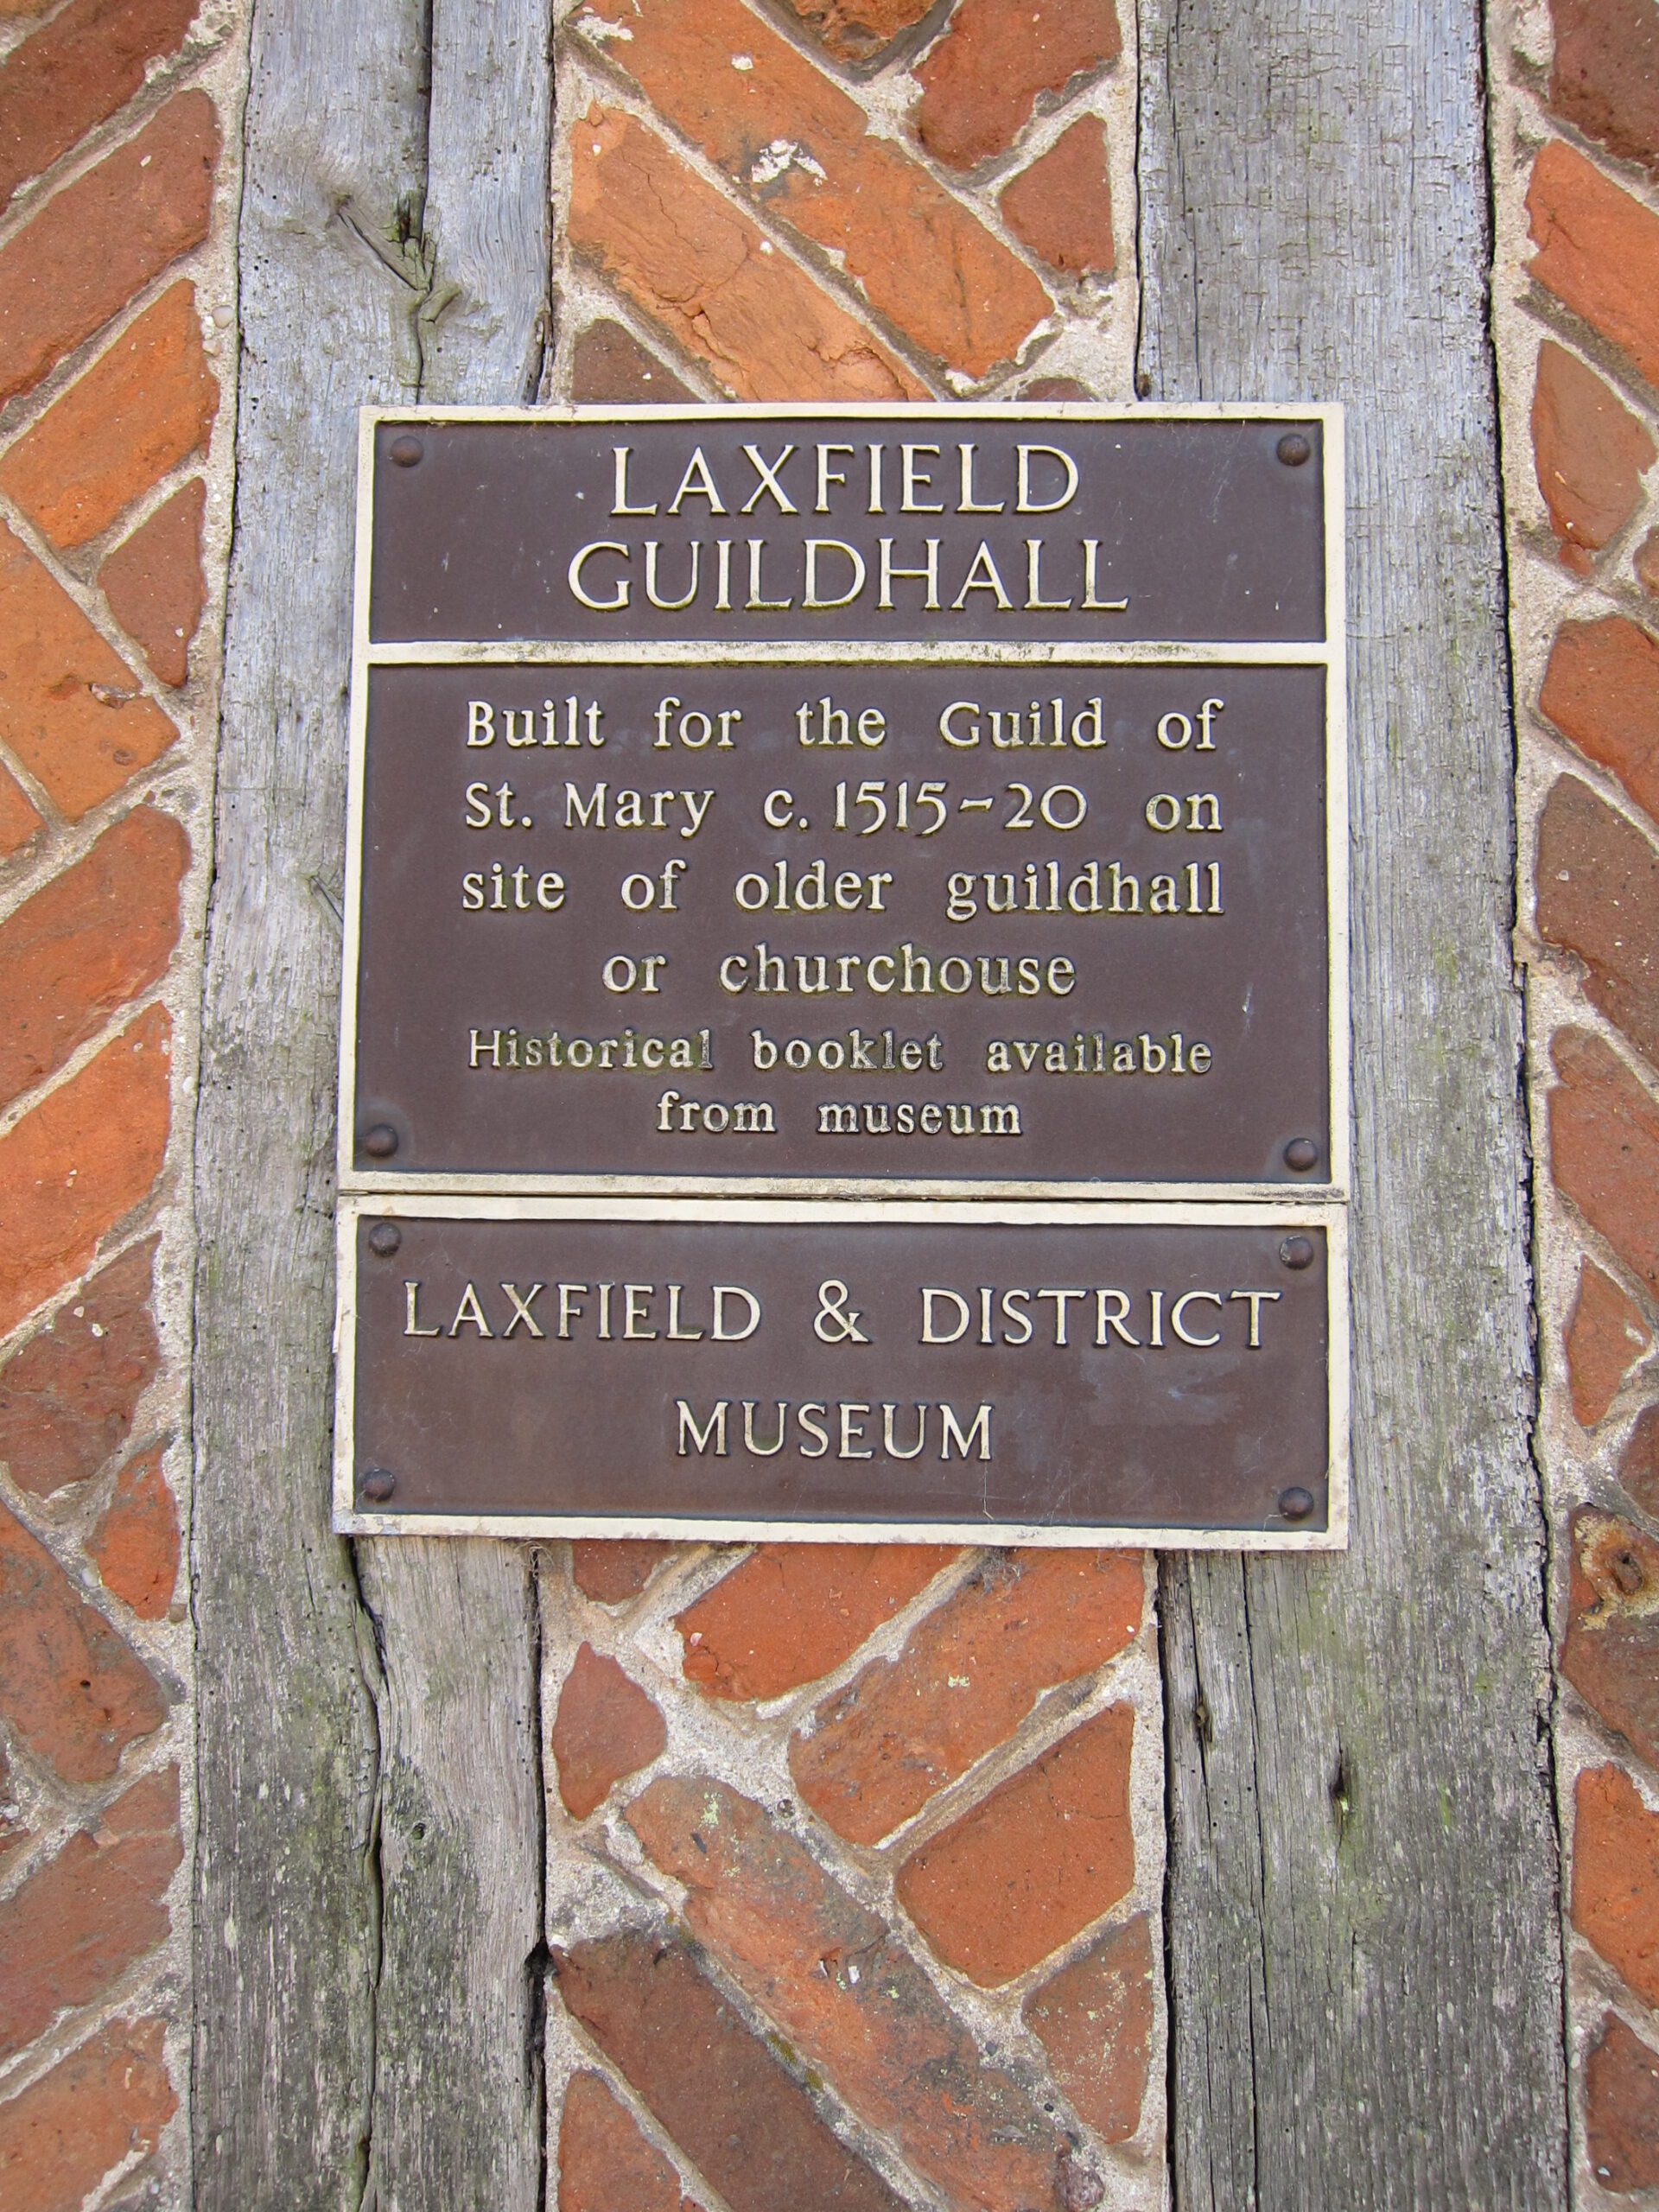 LAXFIELD
GUILDHALL
Built for the Guild of
St. Mary c. 1515-20 on
site of older guildhall
or churchouse
Historical booklet available
from museum
LAXFIELD & DISTRICT
MUSEUM